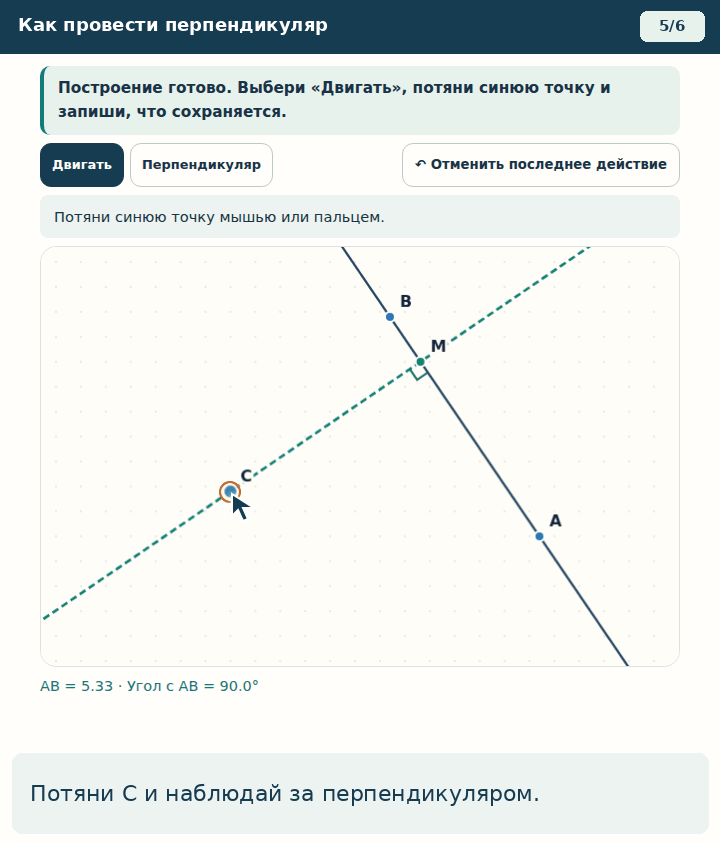 Как провести перпендикуляр
5/6
Построение готово. Выбери «Двигать», потяни синюю точку и
запиши, что сохраняется.
Двигать
Перпендикуляр
↶ Отменить последнее действие
Потяни синюю точку мышью или пальцем.
B
M
C
A
AB = 5.33 · Угол с AB = 90.0°
Потяни C и наблюдай за перпендикуляром.